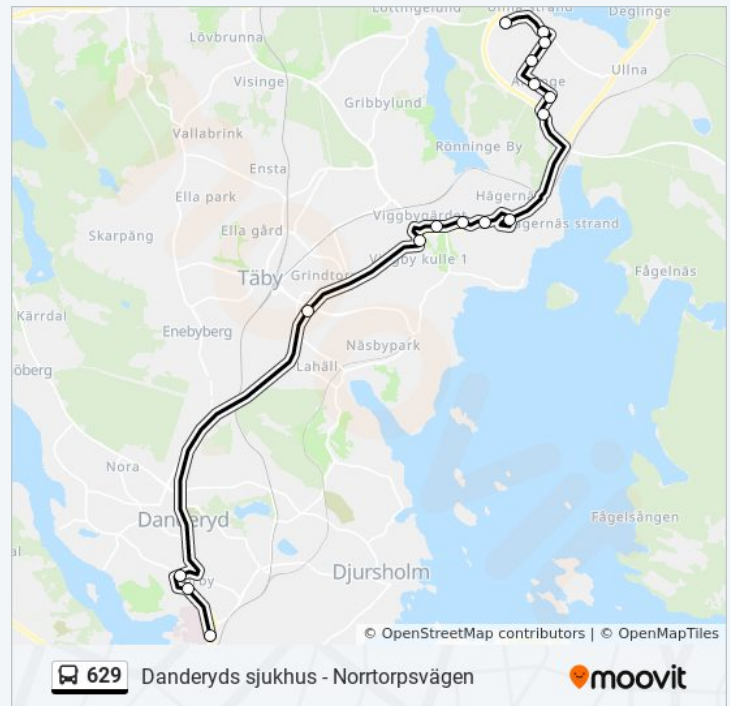 Löttingelund
Ullna Strand
Deglinge
Lövbrunna
Visinge
Arninge
Ullna
Gribbylund
Vallabrink
Rönninge By
Ensta
Hägernäs
Ella park
Viggbygärdet
Hägernäs strand
Skarpäng
Ella gård
Viggby kulle 1
Täby
Grindtorp
Fågelnäs
Kärrdal
Enebyberg
Näsbypark
öberg
Lahäll
Nora
Danderyd
Fågelsången
Djursholm
© OpenStreetMap contributors | © OpenMapTiles
629 Danderyds sjukhus - Norrtorpsvägen
moovit